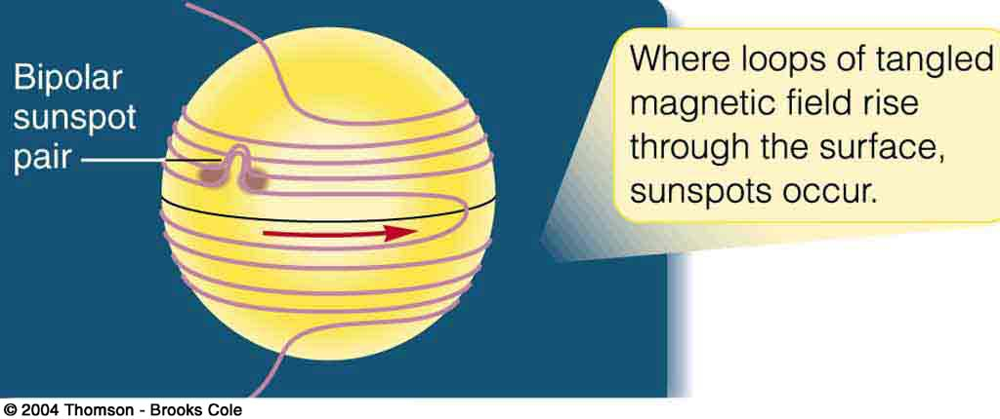 Bipolar
sunspot
pair
Where loops of tangled
magnetic field rise
through the surface,
sunspots occur.
© 2004 Thomson - Brooks Cole